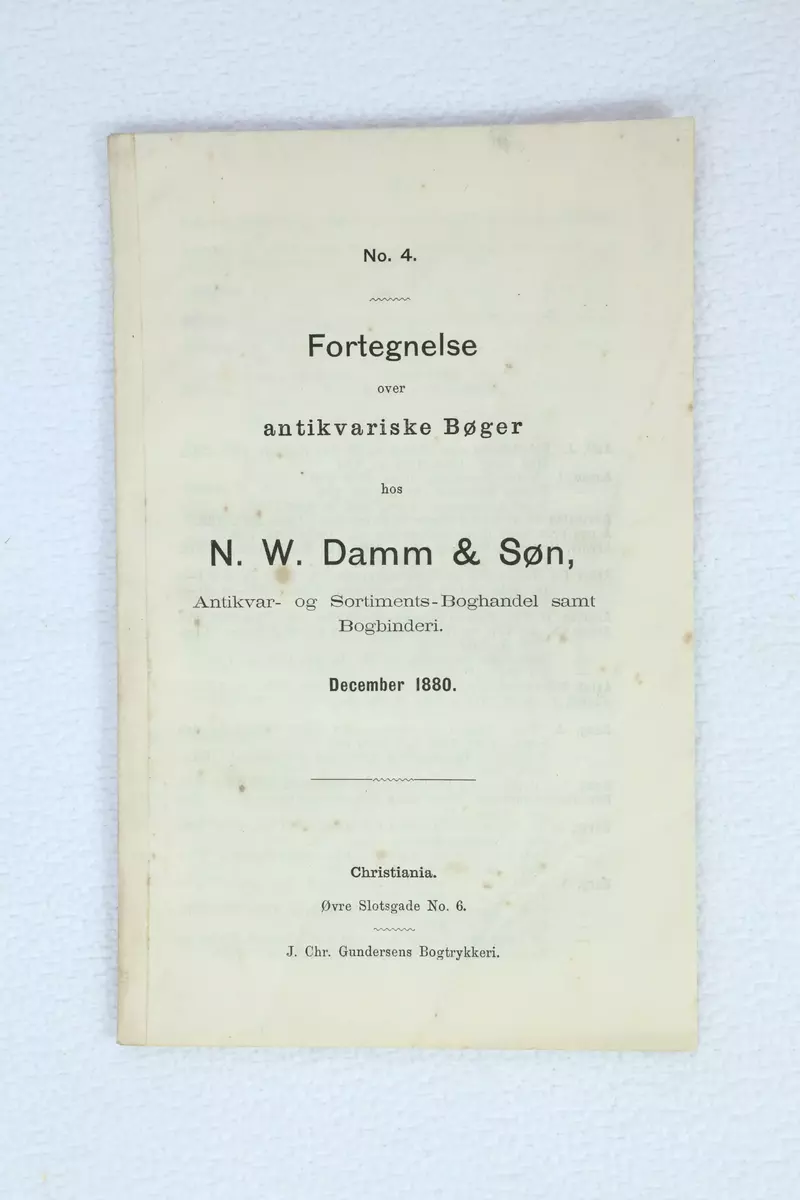 No. 4.
Fortegnelse
over
antikvariske Bøger
hos
N. W. Damm & Søn,
Antikvar- og Sortiments-Boghandel samt
Bogbinderi.
December 1880.
Christiania.
Øvre Slotsgade No. 6.
J. Chr. Gundersens Bogtrykkeri.